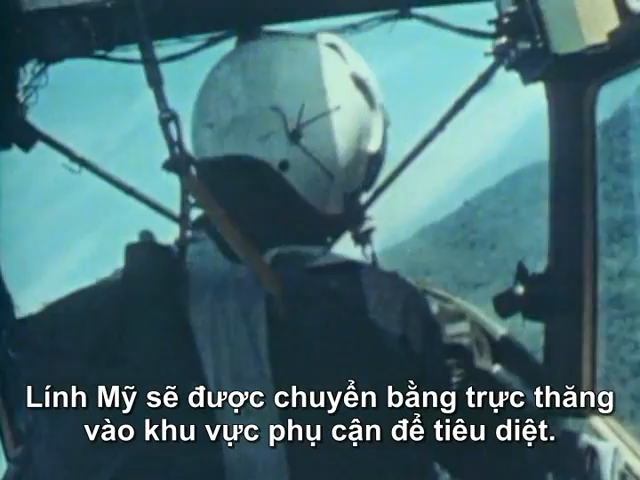 Lính Mỹ sẽ được chuyển bằng trực thăng
vào khu vực phụ cận để tiêu diệt.